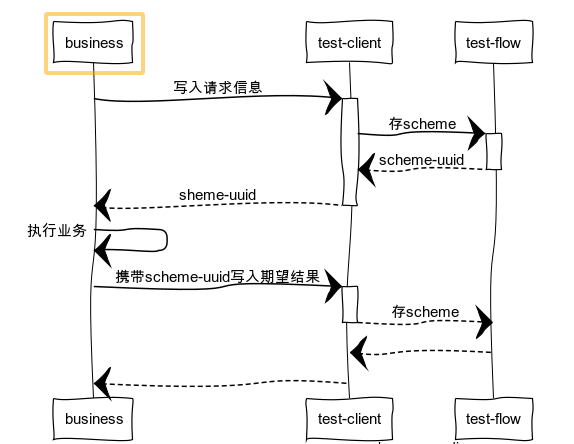 business
test-client
test-flow
写入请求信息
存scheme
scheme-uuid
sheme-uuid
执行业务
携带scheme-uuid写入期望结果
存scheme
business
test-client
test-flow